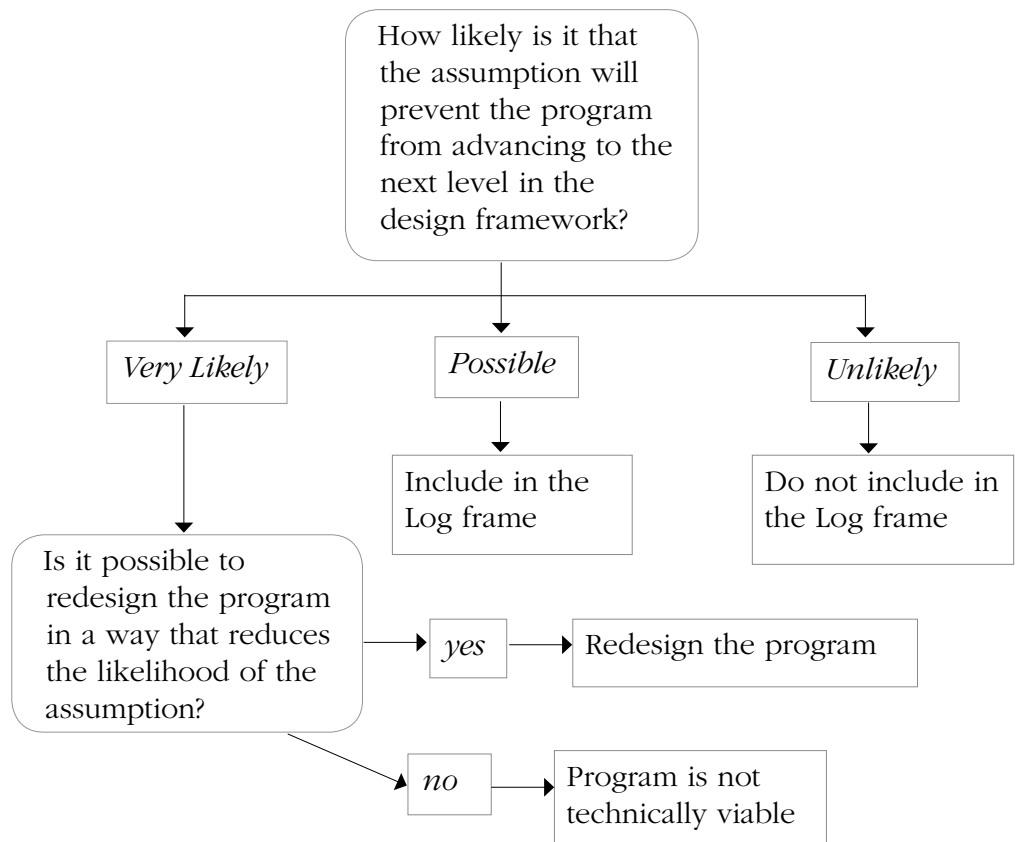 How likely is it that
the assumption will
prevent the program
from advancing to the
next level in the
design framework?
Very Likely
Possible
Unlikely
Include in the
Log frame
Do not include in
the Log frame
Is it possible to
redesign the program
in a way that reduces
the likelihood of the
assumption?
yes
Redesign the program
no
Program is not
technically viable